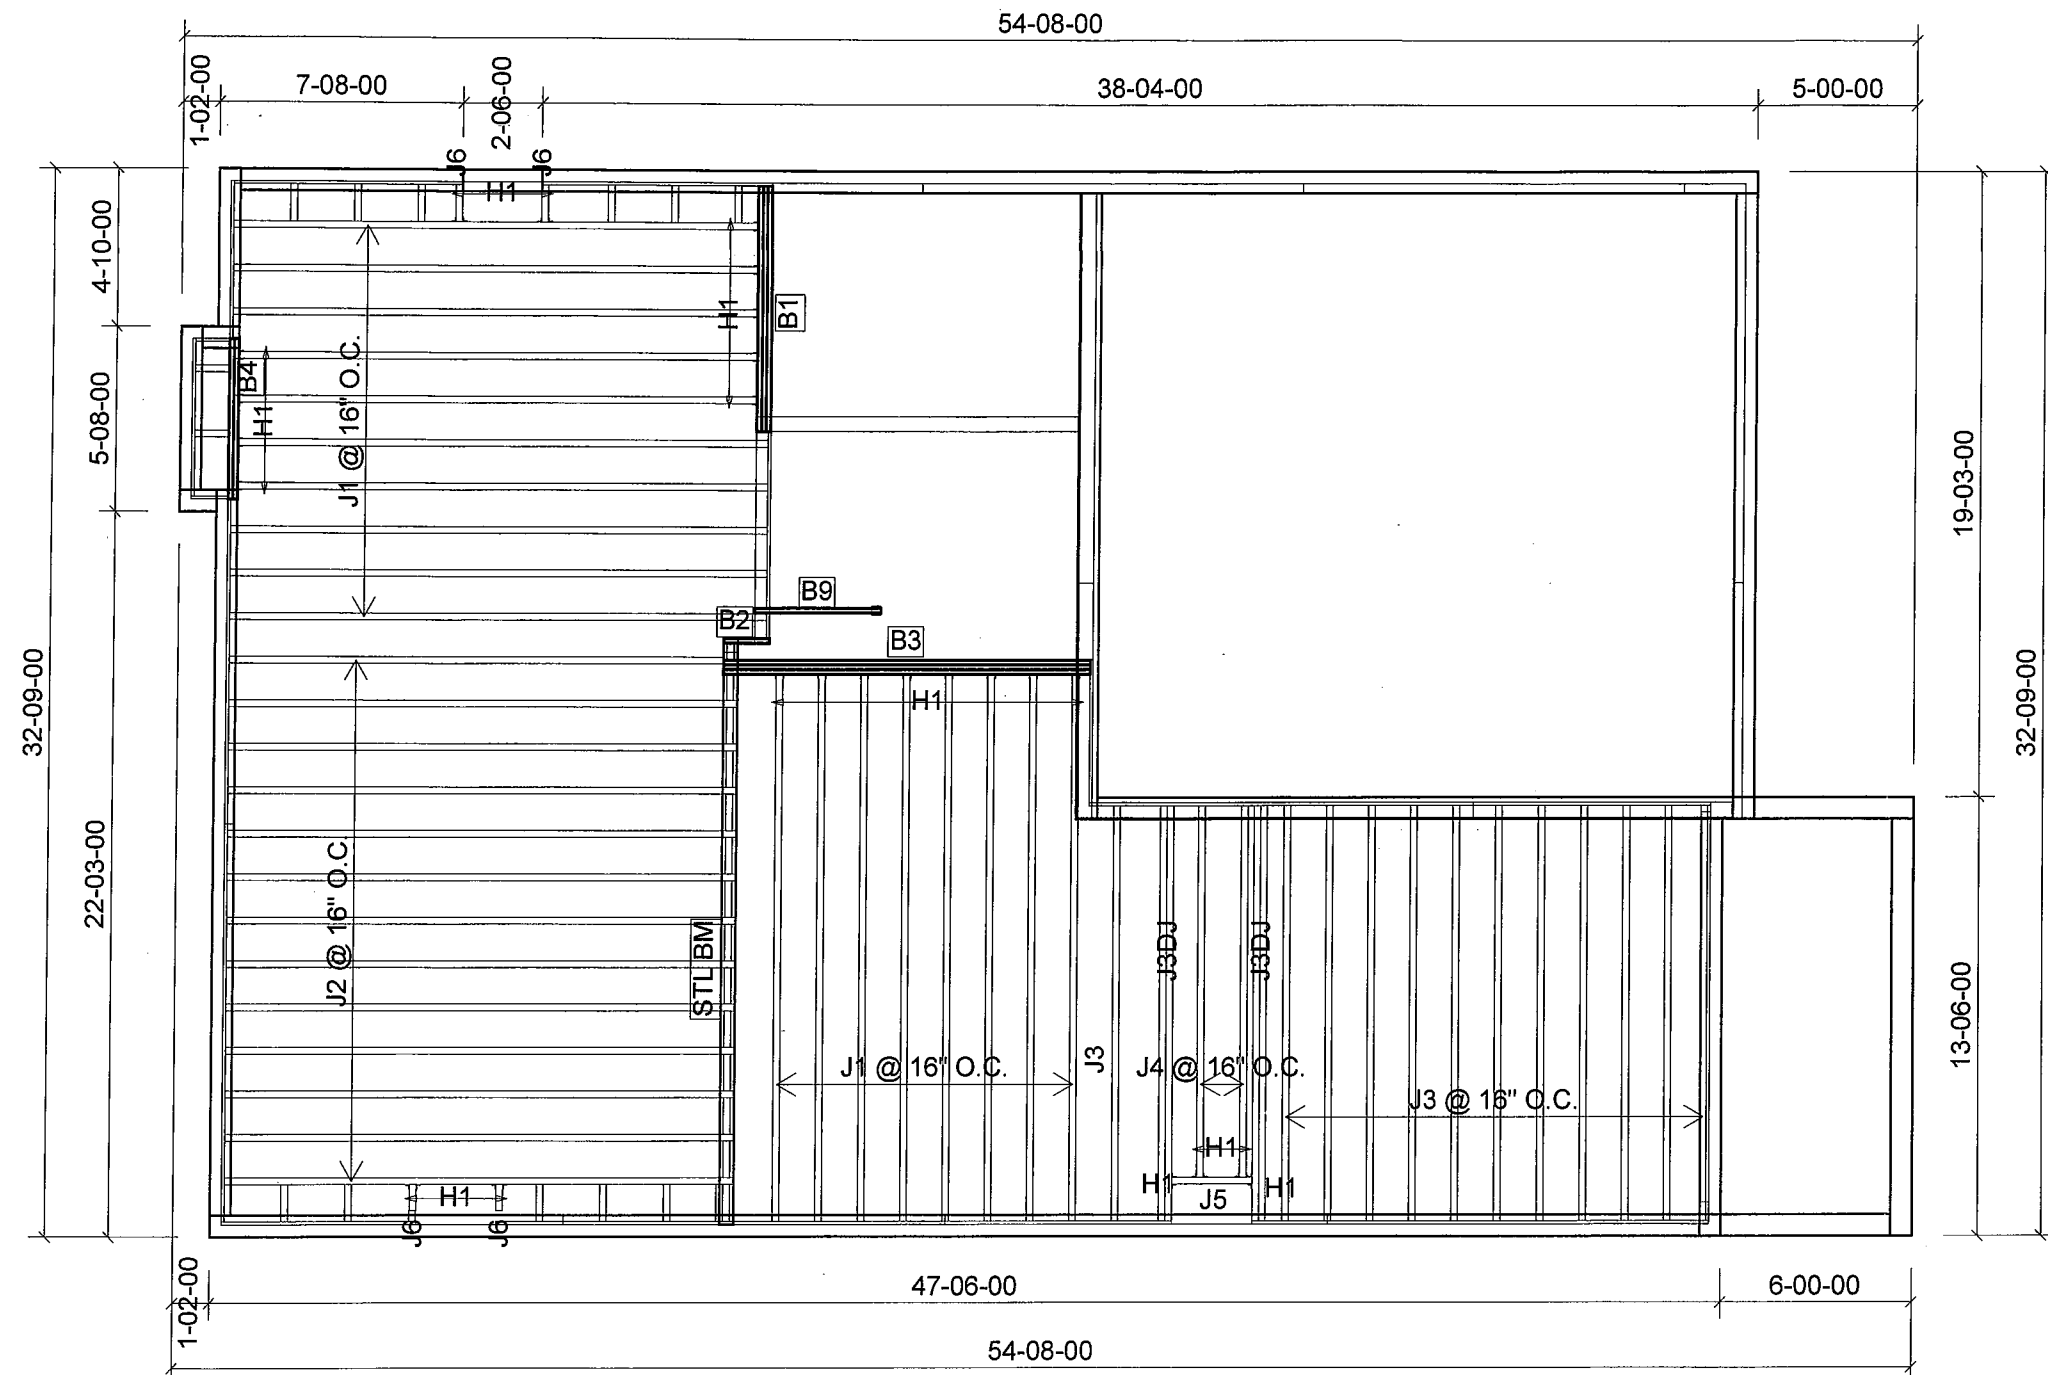 54-08-00
1-02-00
7-08-00
2-06-00
38-04-00
5-00-00
J6
J6
H1
4-10-00
H1
B1
J1 @ 16" O.C.
B4
H1
5-08-00
19-03-00
B9
B2
B3
32-09-00
32-09-00
H1
22-03-00
J2 @ 16" O.C.
STL BM
J3DJ
J3DJ
13-06-00
J1 @ 16" O.C.
J3
J4 @ 16" O.C.
J3 @ 16" O.C.
H1
H1
H1
J5
H1
J6
J6
1-02-00
47-06-00
6-00-00
54-08-00